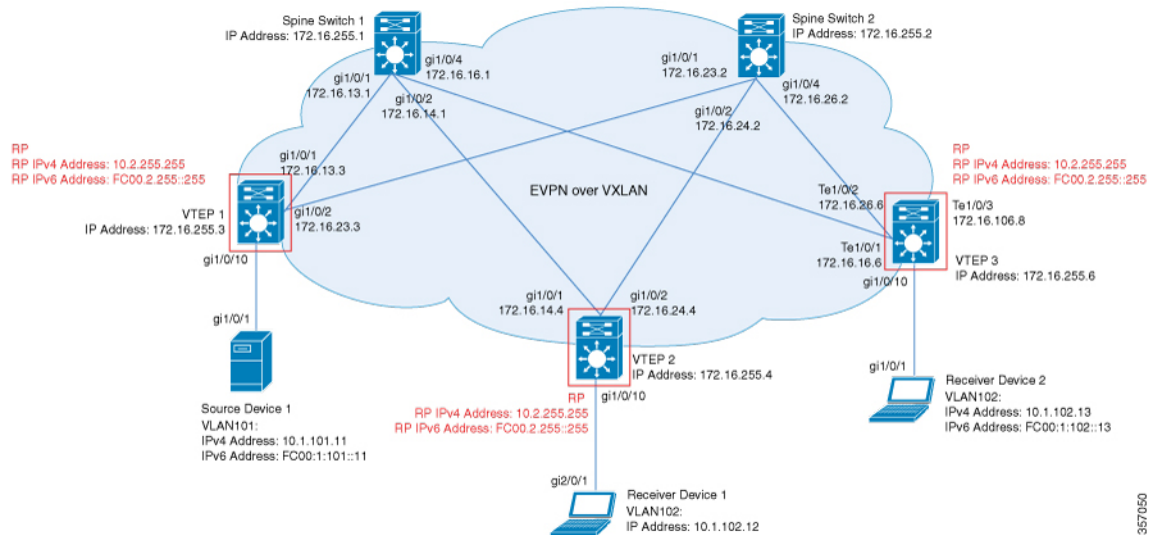 Spine Switch 1
IP Address: 172.16.255.1
Spine Switch 2
IP Address: 172.16.255.2
gi1/0/4
172.16.16.1
gi1/0/1
172.16.13.1
gi1/0/2
172.16.14.1
gi1/0/1
172.16.23.2
gi1/0/4
172.16.26.2
gi1/0/2
172.16.24.2
RP
RP IPv4 Address: 10.2.255.255
RP IPv6 Address: FC00.2.255::255
gi1/0/1
172.16.13.3
RP
RP IPv4 Address: 10.2.255.255
RP IPv6 Address: FC00.2.255::255
EVPN over VXLAN
VTEP 1
IP Address: 172.16.255.3
gi1/0/2
172.16.23.3
gi1/0/10
Te1/0/2
172.16.26.6
Te1/0/3
172.16.106.8
Te1/0/1
172.16.16.6
gi1/0/10
VTEP 3
IP Address: 172.16.255.6
gi1/0/1
172.16.14.4
gi1/0/2
172.16.24.4
VTEP 2
IP Address: 172.16.255.4
gi1/0/10
RP
RP IPv4 Address: 10.2.255.255
RP IPv6 Address: FC00.2.255::255
gi1/0/1
Source Device 1
VLAN101:
IPv4 Address: 10.1.101.11
IPv6 Address: FC00:1:101::11
gi1/0/1
Receiver Device 2
VLAN102:
IPv4 Address: 10.1.102.13
IPv6 Address: FC00:1:102::13
gi2/0/1
Receiver Device 1
VLAN102:
IP Address: 10.1.102.12
357050